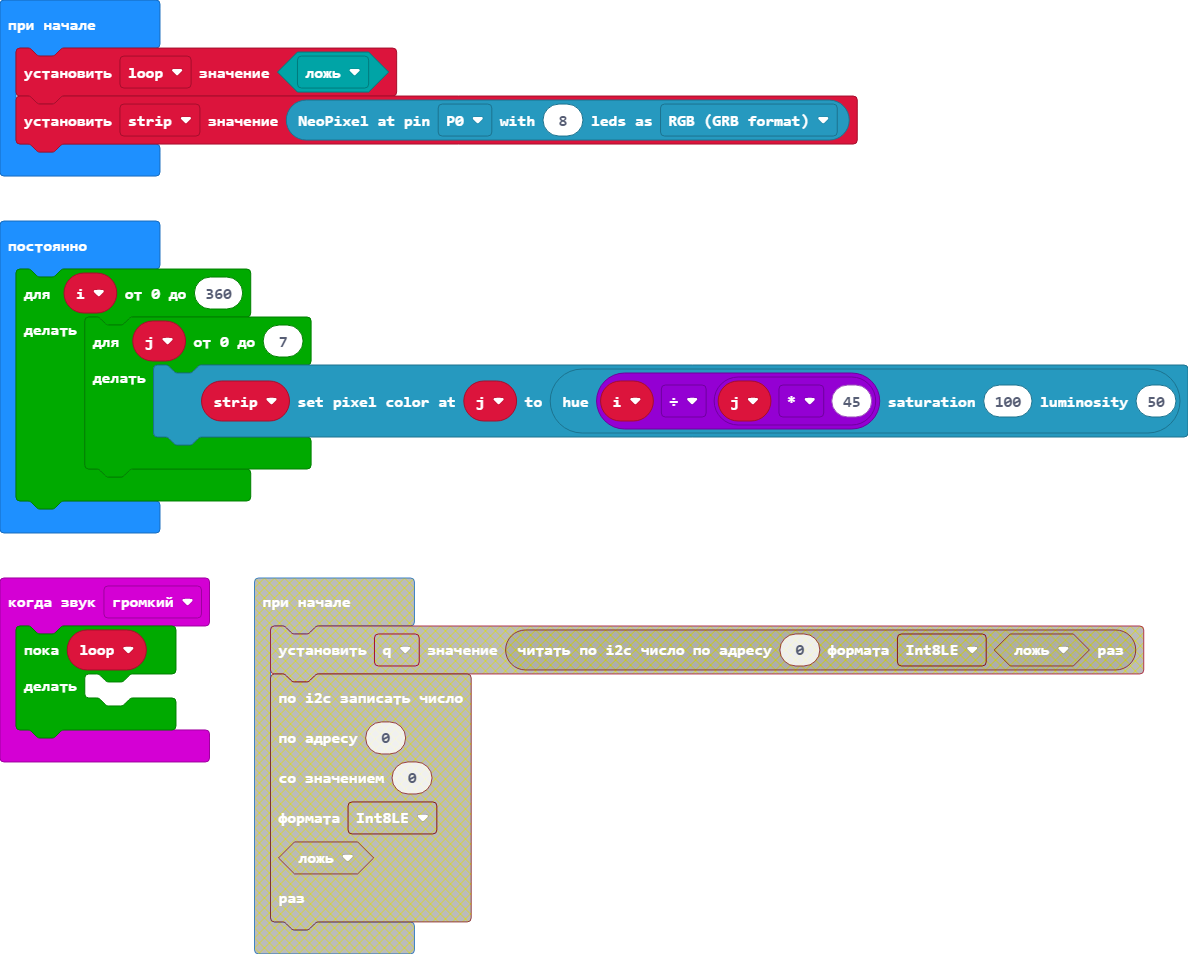 при начале
установить loop значение ложь
установить strip значение NeoPixel at pin P0 with 8 leds as RGB (GRB format)
постоянно
для i от 0 до 360
делать
для j от 0 до 7
делать
strip set pixel color at j to hue i ÷ j * 45 saturation 100 luminosity 50
когда звук громкий
пока loop
делать
при начале
установить q значение читать по i2c число по адресу 0 формата Int8LE ложь раз
по i2c записать число
по адресу 0
со значением 0
формата Int8LE
ложь
раз